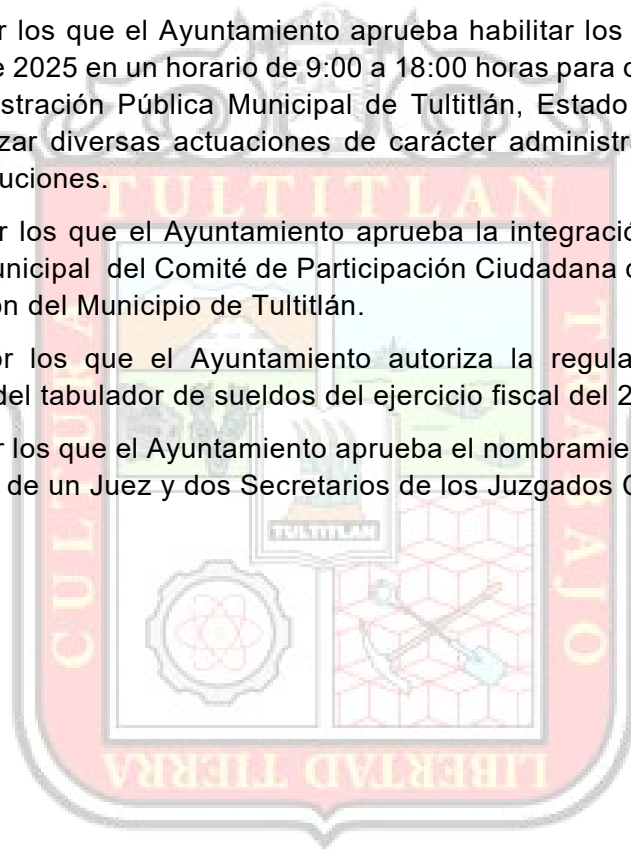 r los que el Ayuntamiento aprueba habilitar los
e 2025 en un horario de 9:00 a 18:00 horas para
stración Pública Municipal de Tultitlán, Estado
zar diversas actuaciones de carácter administr
uciones.
r los que el Ayuntamiento aprueba la integració
unicipal del Comité de Participación Ciudadana
ón del Municipio de Tultitlán.
or los que el Ayuntamiento autoriza la regula
del tabulador de sueldos del ejercicio fiscal del 2
r los que el Ayuntamiento aprueba el nombramie
de un Juez y dos Secretarios de los Juzgados
TULTITLAN
CULTURA
TRABAJO
TULTITLAN
LIBERTAD TIERRA